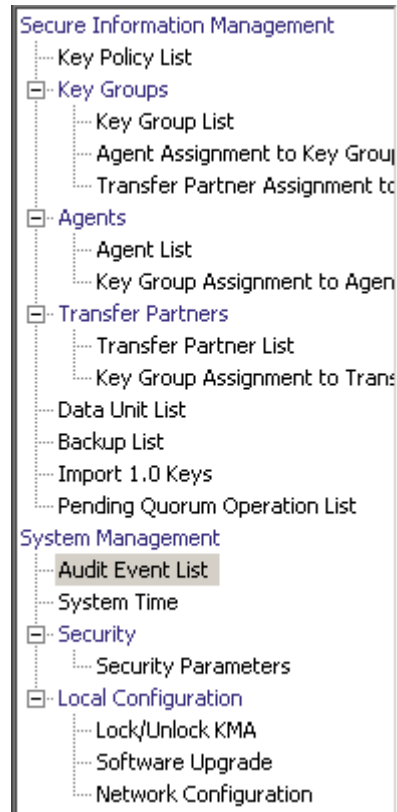 Secure Information Management
Key Policy List
Key Groups
Key Group List
Agent Assignment to Key Grou
Transfer Partner Assignment to
Agents
Agent List
Key Group Assignment to Agen
Transfer Partners
Transfer Partner List
Key Group Assignment to Trans
Data Unit List
Backup List
Import 1.0 Keys
Pending Quorum Operation List
System Management
Audit Event List
System Time
Security
Security Parameters
Local Configuration
Lock/Unlock KMA
Software Upgrade
Network Configuration